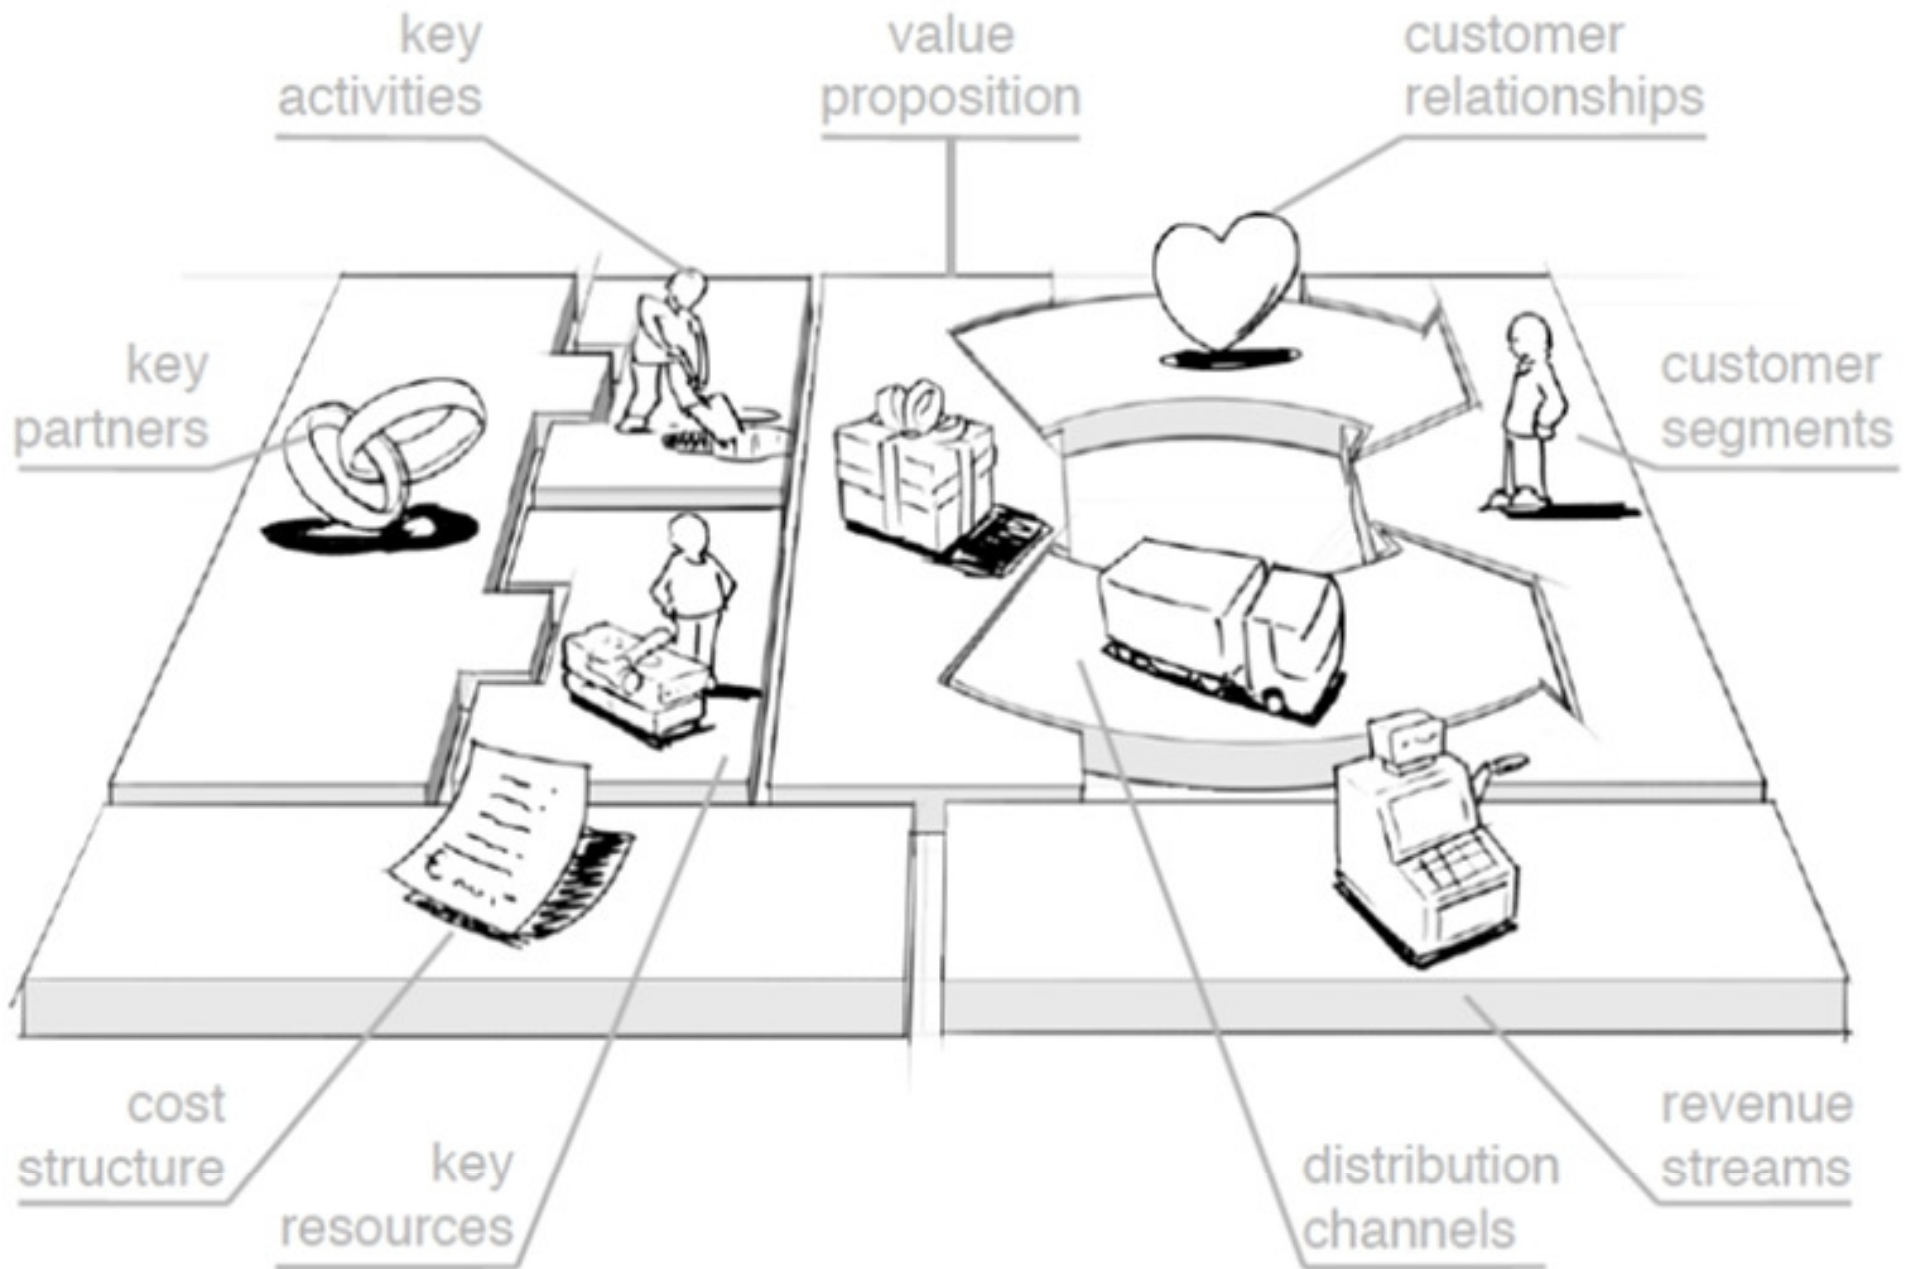 key
activities
value
proposition
customer
relationships
key
partners
customer
segments
cost
structure
key
resources
distribution
channels
revenue
streams